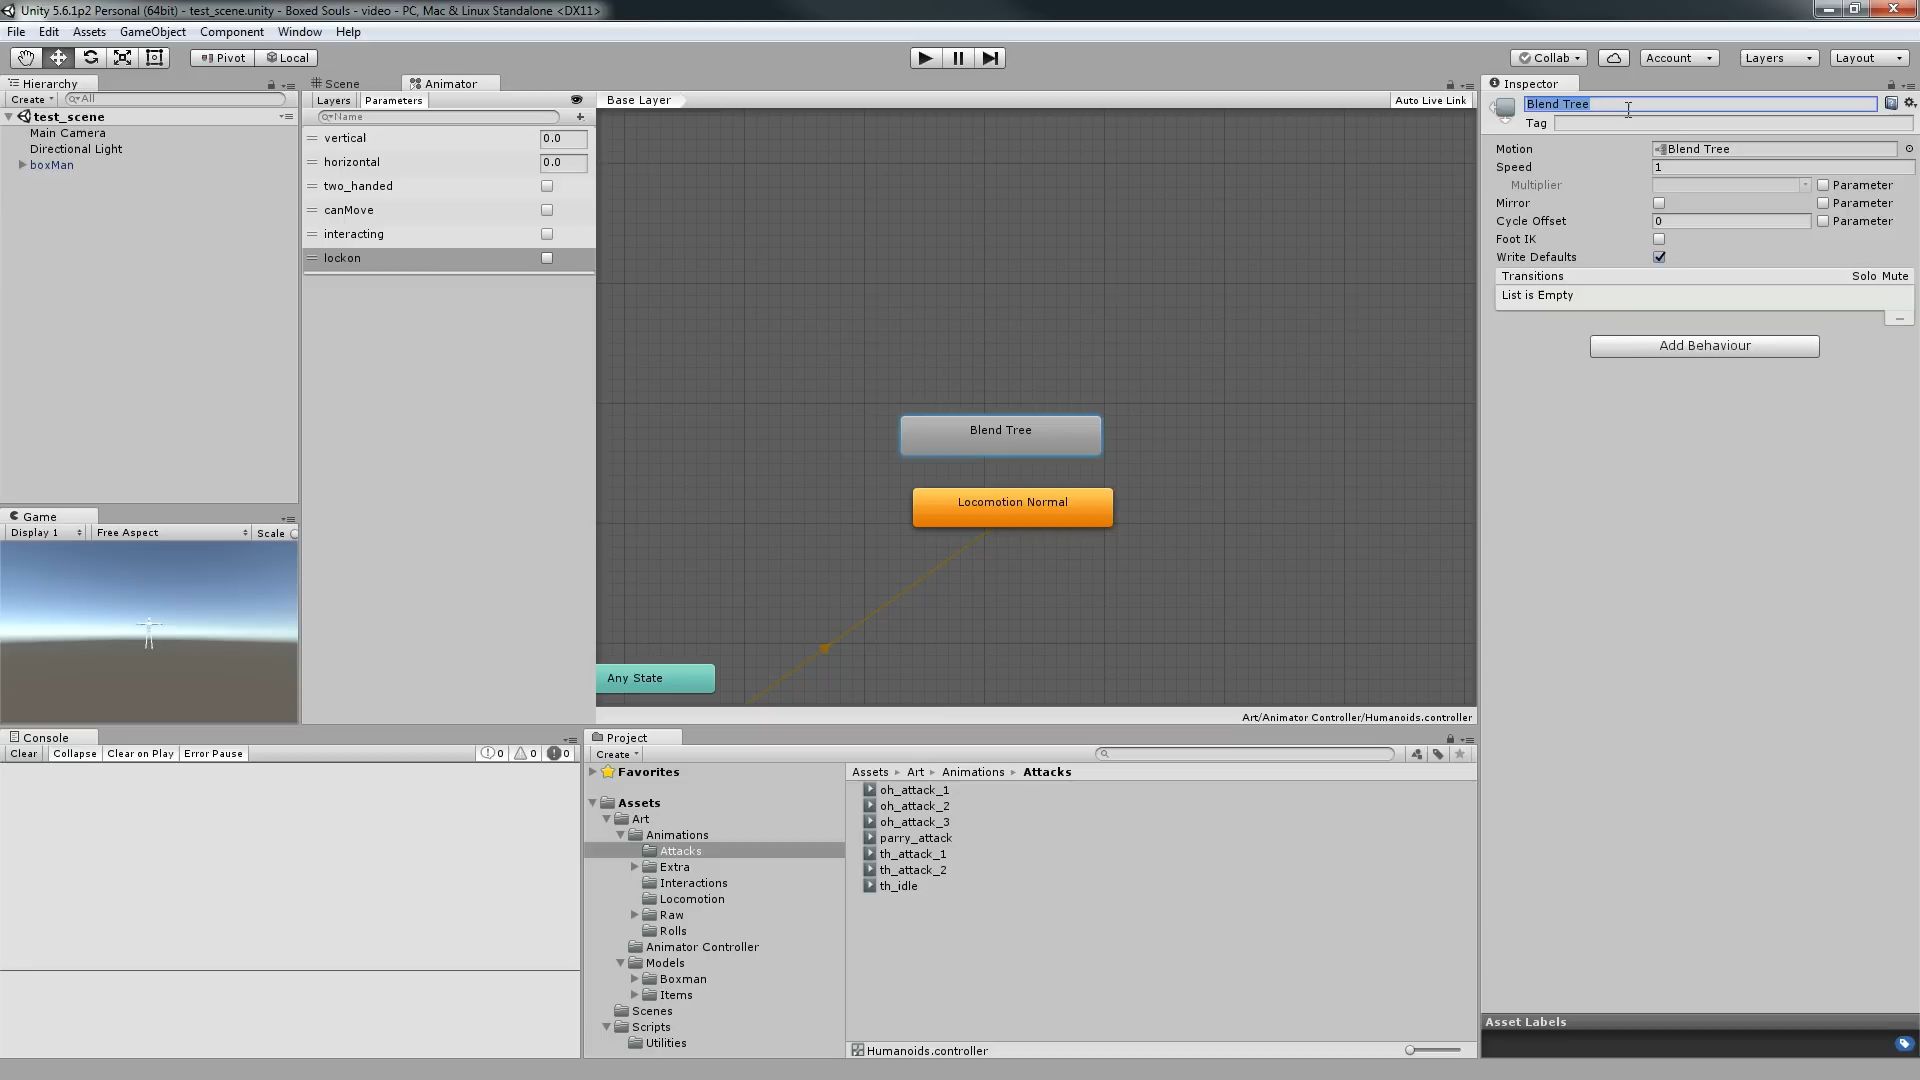 Unity 5.6.1p2 Personal (64bit) - test_scene.unity - Boxed Souls - video - PC, Mac & Linux Standalone <DX11>
File Edit Assets GameObject Component Window Help
Pivot Local Collab Account Layers Layout
Hierarchy
Create All
test_scene
Main Camera
Directional Light
boxMan
Scene Animator
Layers Parameters
Name
vertical 0.0
horizontal 0.0
two_handed
canMove
interacting
lockon
Base Layer Auto Live Link
Blend Tree
Locomotion Normal
Any State
Art/Animator Controller/Humanoids.controller
Inspector
Blend Tree
Tag
Motion Blend Tree
Speed 1
Multiplier Parameter
Mirror Parameter
Cycle Offset 0 Parameter
Foot IK
Write Defaults
Transitions Solo Mute
List is Empty
Add Behaviour
Asset Labels
Game
Display 1 Free Aspect Scale
Console
Clear Collapse Clear on Play Error Pause 0 0 0
Project
Create
Favorites
Assets
Art
Animations
Attacks
Extra
Interactions
Locomotion
Raw
Rolls
Animator Controller
Models
Boxman
Items
Scenes
Scripts
Utilities
Assets Art Animations Attacks
oh_attack_1
oh_attack_2
oh_attack_3
parry_attack
th_attack_1
th_attack_2
th_idle
Humanoids.controller